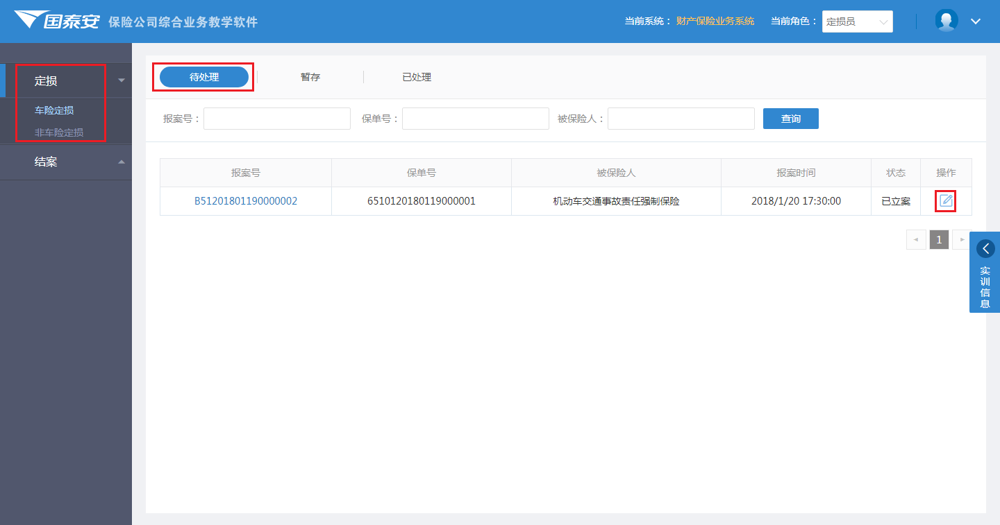 国泰安 保险公司综合业务教学软件
当前系统： 财产保险业务系统 当前角色： 定损员
定损
车险定损
非车险定损
结案
待处理 暂存 已处理
报案号： 保单号： 被保险人： 查询
报案号 保单号 被保险人 报案时间 状态 操作
B51201801190000002 6510120180119000001 机动车交通事故责任强制保险 2018/1/20 17:30:00 已立案
1
实训信息